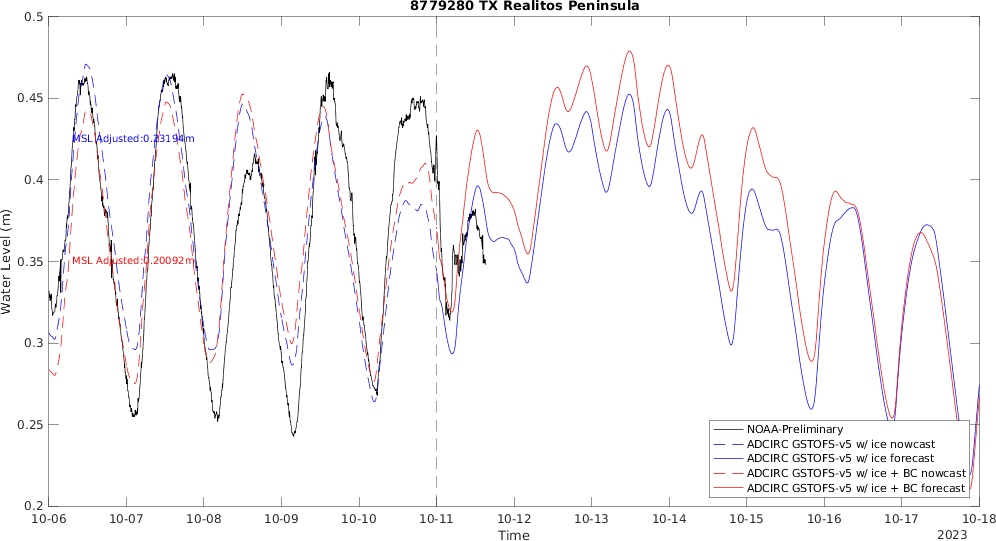 8779280 TX Realitos Peninsula
0.5
0.45
0.4
0.35
0.3
0.25
0.2
Water Level (m)
MSL Adjusted:0.23194m
MSL Adjusted:0.20092m
NOAA-Preliminary
ADCIRC GSTOFS-v5 w/ ice nowcast
ADCIRC GSTOFS-v5 w/ ice forecast
ADCIRC GSTOFS-v5 w/ ice + BC nowcast
ADCIRC GSTOFS-v5 w/ ice + BC forecast
10-06 10-07 10-08 10-09 10-10 10-11 10-12 10-13 10-14 10-15 10-16 10-17 10-18
Time
2023